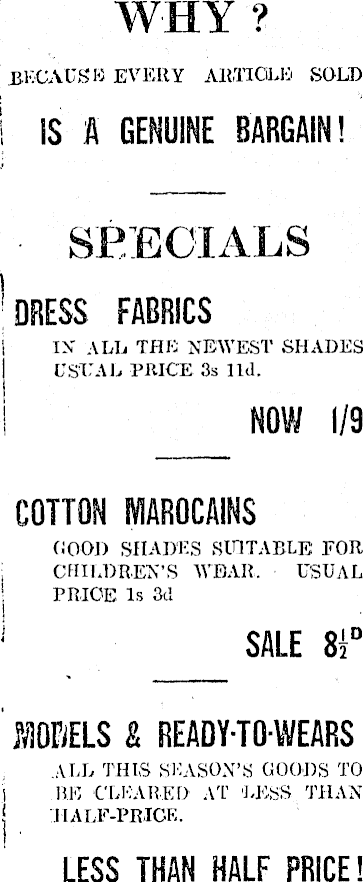 WHY?
BECAUSE EVERY ARTICLE SOLD
IS A GENUINE BARGAIN!
SPECIALS
DRESS FABRICS
IN ALL THE NEWEST SHADES
USUAL PRICE 3s 11d.
NOW 1/9
COTTON MAROCAINS
GOOD SHADES SUITABLE FOR
CHILDREN'S WEAR. USUAL
PRICE 1s 3d
SALE 8½D
MODELS & READY-TO-WEARS
ALL THIS SEASON'S GOODS TO
BE CLEARED AT LESS THAN
HALF-PRICE.
LESS THAN HALF PRICE!